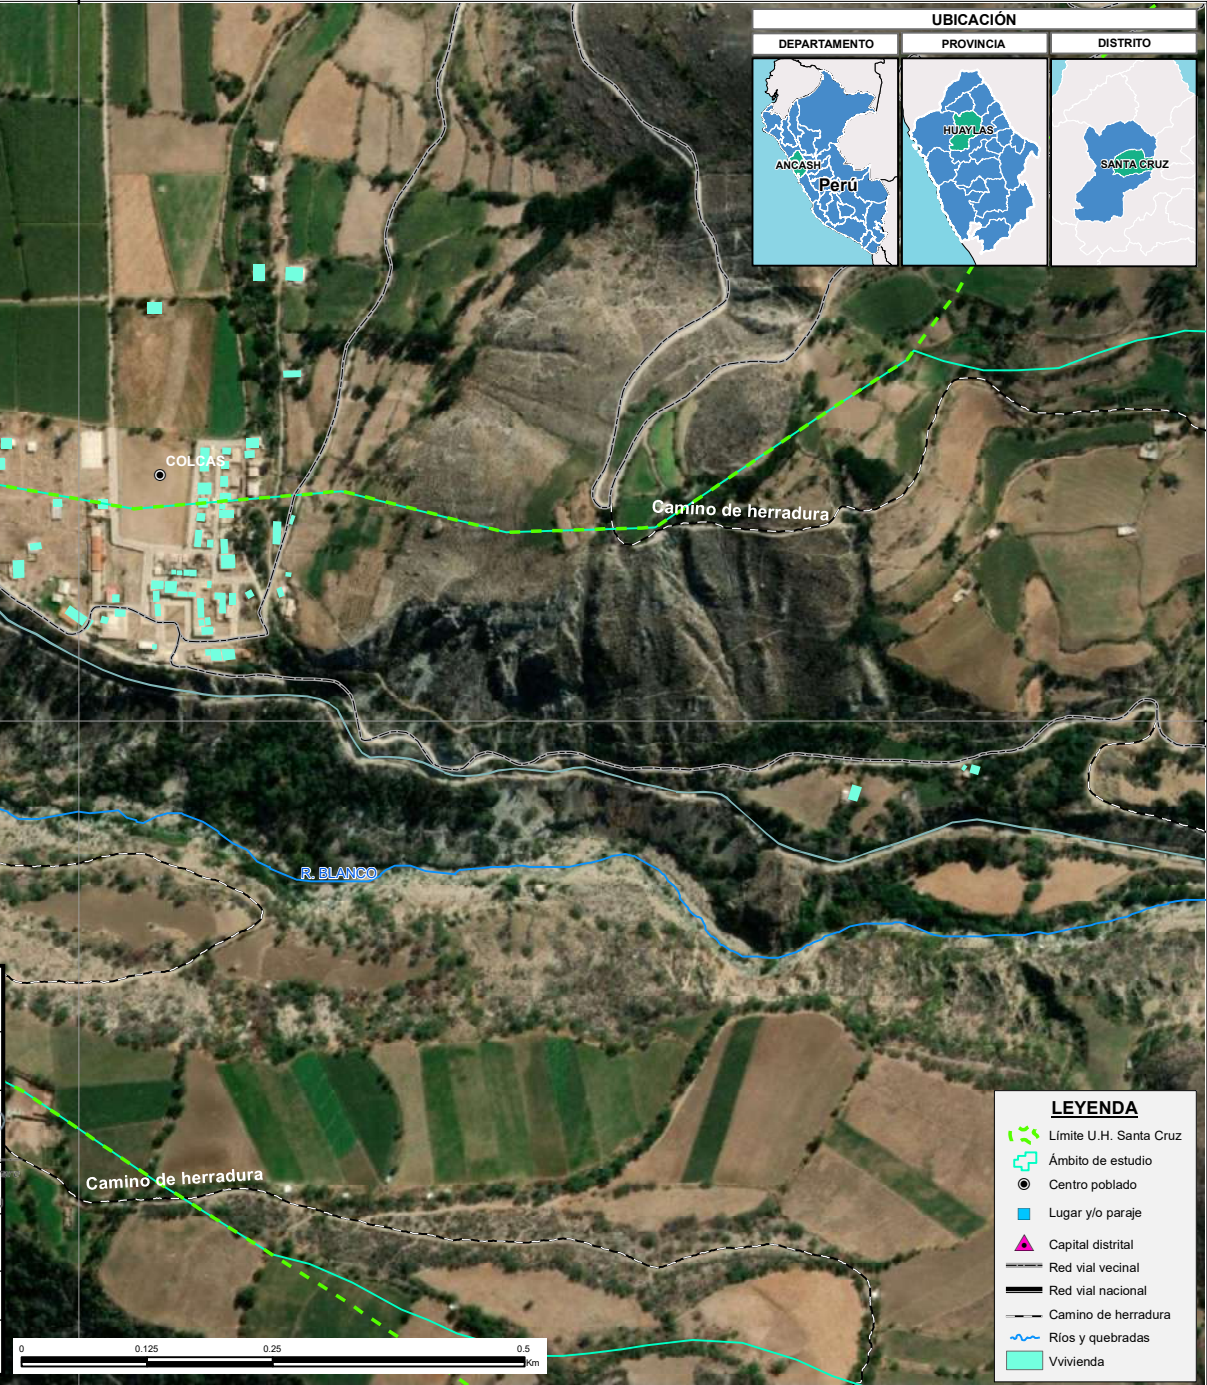 UBICACIÓN
DEPARTAMENTO
PROVINCIA
DISTRITO
ANCASH
Perú
HUAYLAS
SANTA CRUZ
COLCAS
Camino de herradura
R. BLANCO
Camino de herradura
LEYENDA
Límite U.H. Santa Cruz
Ámbito de estudio
Centro poblado
Lugar y/o paraje
Capital distrital
Red vial vecinal
Red vial nacional
Camino de herradura
Ríos y quebradas
Vvivienda
0 0.125 0.25 0.5
Km